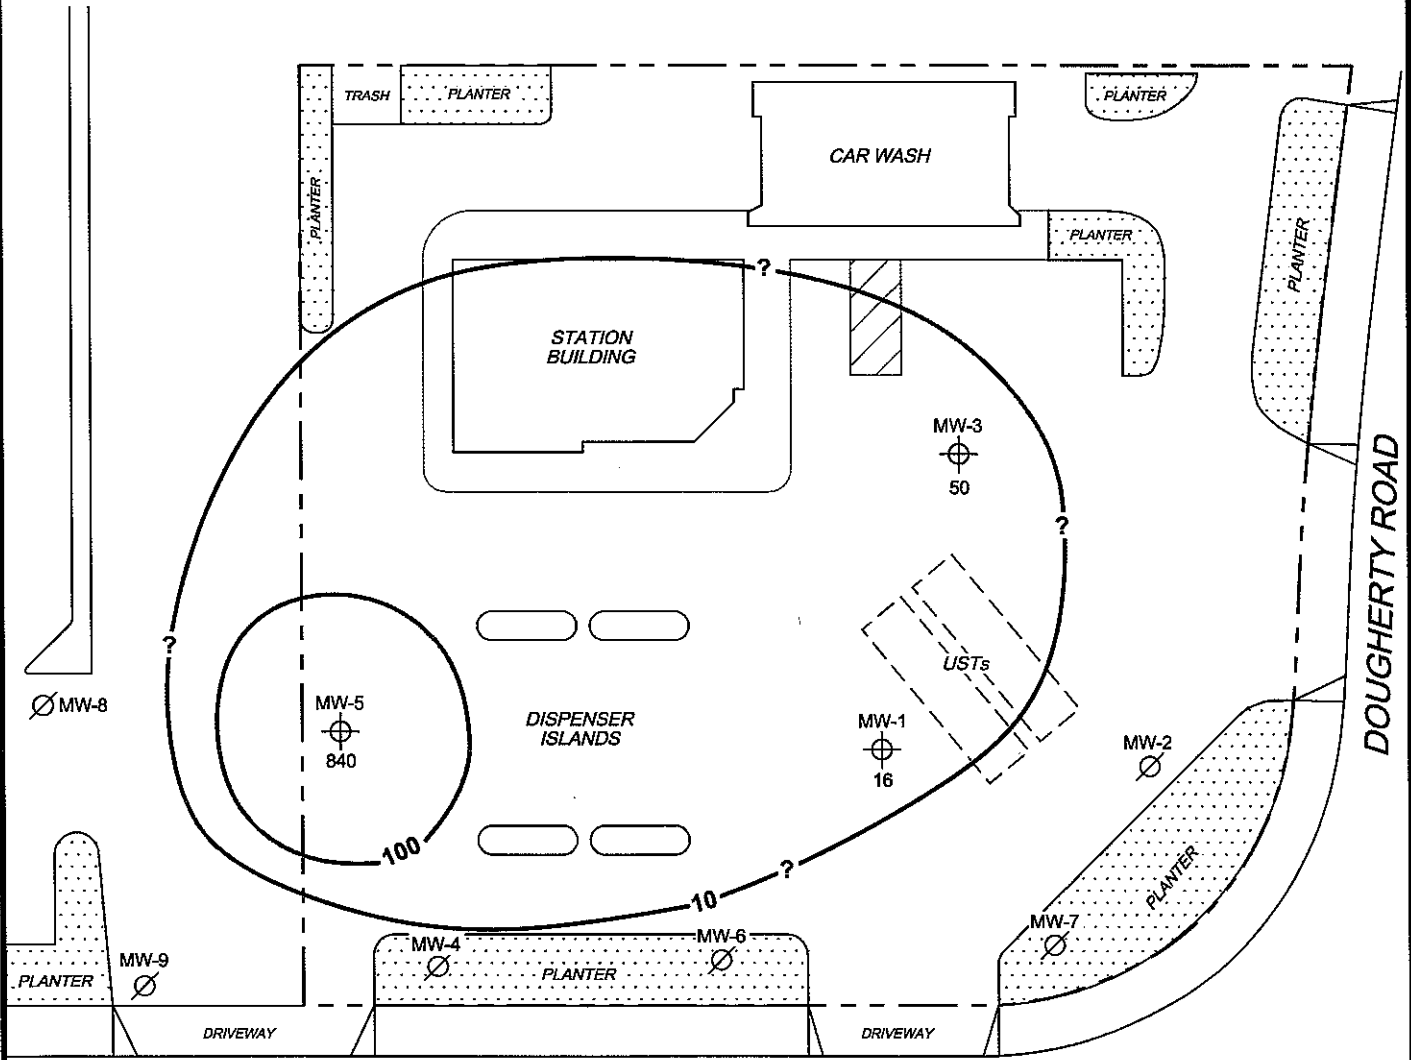 TRASH
PLANTER
PLANTER
CAR WASH
PLANTER
PLANTER
PLANTER
?
STATION
BUILDING
MW-3
50
?
DOUGHERTY ROAD
?
USTs
MW-8
MW-5
840
DISPENSER
ISLANDS
MW-1
16
MW-2
100
?
10
PLANTER
MW-7
MW-4
MW-6
MW-9
PLANTER
PLANTER
DRIVEWAY
DRIVEWAY